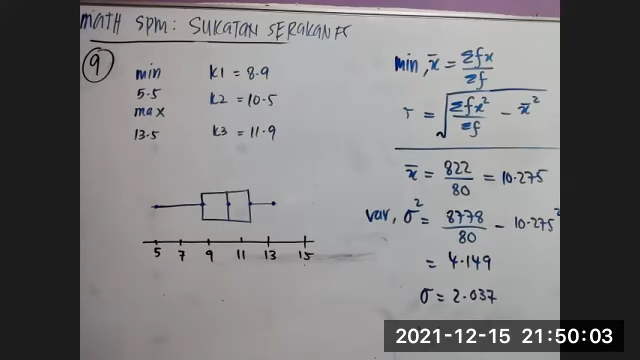 math SPM: SUKATAN SERAKAN F5
9
min
5.5
max
13.5
K1 = 8.9
K2 = 10.5
K3 = 11.9
5 7 9 11 13 15
min, x̄ = Σfx / Σf
σ = √(Σfx² / Σf − x̄²)
x̄ = 822 / 80 = 10.275
var, σ² = 8778 / 80 − 10.275²
= 4.149
σ = 2.037
2021-12-15 21:50:03